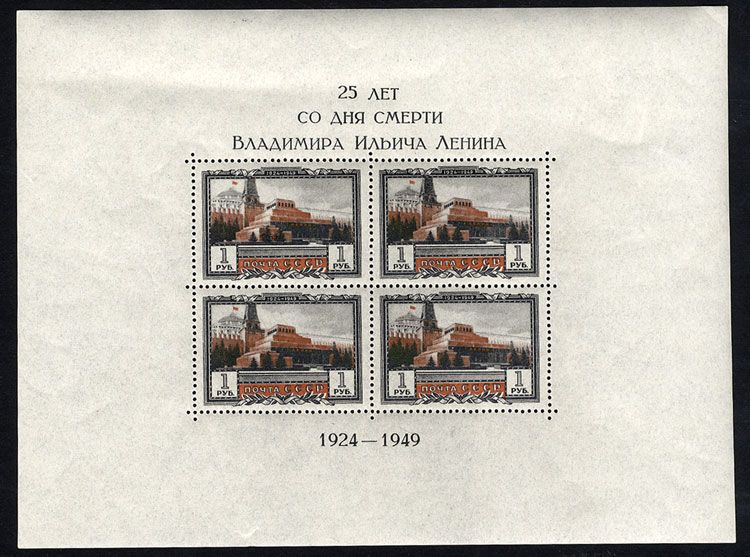 25 ЛЕТ
СО ДНЯ СМЕРТИ
ВЛАДИМИРА ИЛЬИЧА ЛЕНИНА
1924-1949
1924-1949
1 РУБ.
ПОЧТА СССР
1 РУБ.
1 РУБ.
ПОЧТА СССР
1 РУБ.
1924-1949
1924-1949
1 РУБ.
ПОЧТА СССР
1 РУБ.
1 РУБ.
ПОЧТА СССР
1 РУБ.
1924—1949